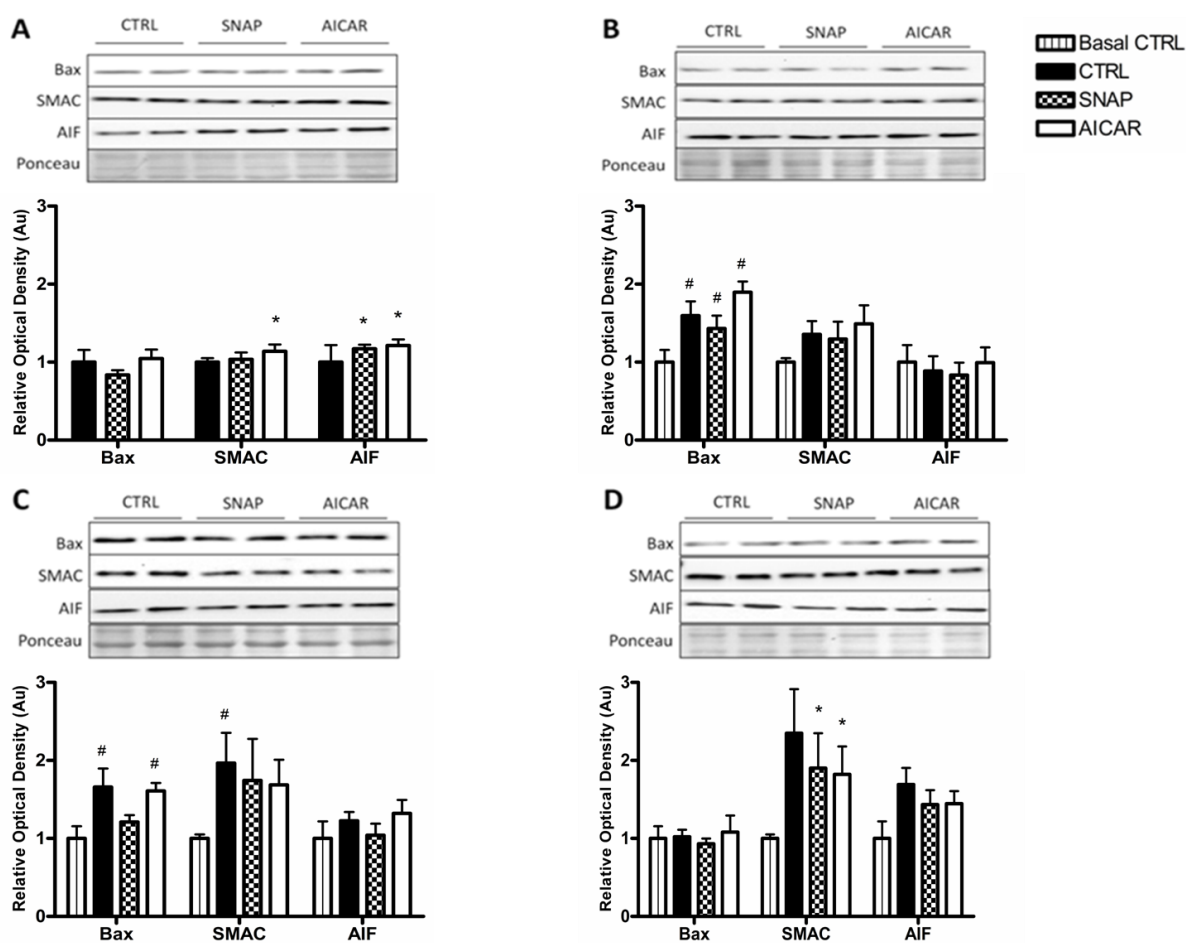 A
CTRL SNAP AICAR
Bax
SMAC
AIF
Ponceau
3
2
1
0
Relative Optical Density (Au)
* * *
Bax SMAC AIF
B
CTRL SNAP AICAR
Bax
SMAC
AIF
Ponceau
3
2
1
0
Relative Optical Density (Au)
# # #
Bax SMAC AIF
Basal CTRL
CTRL
SNAP
AICAR
C
CTRL SNAP AICAR
Bax
SMAC
AIF
Ponceau
3
2
1
0
Relative Optical Density (Au)
# # #
Bax SMAC AIF
D
CTRL SNAP AICAR
Bax
SMAC
AIF
Ponceau
3
2
1
0
Relative Optical Density (Au)
* *
Bax SMAC AIF